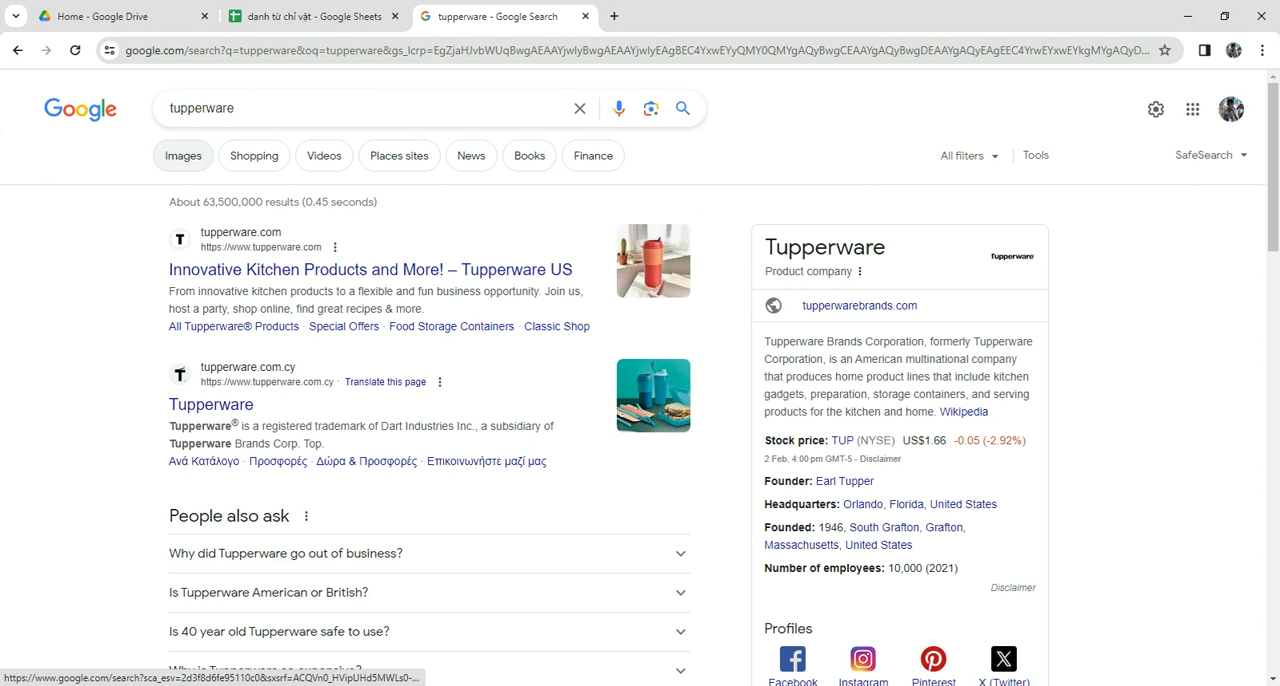 Home - Google Drive
danh từ chỉ vật - Google Sheets
tupperware - Google Search
google.com/search?q=tupperware&oq=tupperware&gs_lcrp=EgZjaHJvbWUqBwgAEAAYjwIyBwgAEAAYjwIyEAgBEC4YxwEYyQMY0QMYgAQyBwgCEAAYgAQyBwgDEAAYgAQyEAgEEC4YrwEYxwEYkgMYgAQyD...
Google
tupperware
Images
Shopping
Videos
Places sites
News
Books
Finance
All filters
Tools
SafeSearch
About 63,500,000 results (0.45 seconds)
T
tupperware.com
https://www.tupperware.com
Innovative Kitchen Products and More! – Tupperware US
From innovative kitchen products to a flexible and fun business opportunity. Join us,
host a party, shop online, find great recipes & more.
All Tupperware® Products · Special Offers · Food Storage Containers · Classic Shop
T
tupperware.com.cy
https://www.tupperware.com.cy · Translate this page
Tupperware
Tupperware® is a registered trademark of Dart Industries Inc., a subsidiary of
Tupperware Brands Corp. Top.
Ανά Κατάλογο · Προσφορές · Δώρα & Προσφορές · Επικοινωνήστε μαζί μας
People also ask
Why did Tupperware go out of business?
Is Tupperware American or British?
Is 40 year old Tupperware safe to use?
Why is Tupperware so expensive?
Tupperware
Product company
Tupperware
tupperwarebrands.com
Tupperware Brands Corporation, formerly Tupperware
Corporation, is an American multinational company
that produces home product lines that include kitchen
gadgets, preparation, storage containers, and serving
products for the kitchen and home. Wikipedia
Stock price: TUP (NYSE) US$1.66 -0.05 (-2.92%)
2 Feb, 4:00 pm GMT-5 - Disclaimer
Founder: Earl Tupper
Headquarters: Orlando, Florida, United States
Founded: 1946, South Grafton, Grafton,
Massachusetts, United States
Number of employees: 10,000 (2021)
Disclaimer
Profiles
Facebook
Instagram
Pinterest
X (Twitter)
https://www.google.com/search?sca_esv=2d3f8d6fe95110c0&sxsrf=ACQVn0_HVipUHd5MWLs0-...